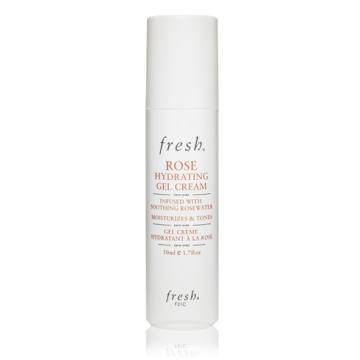 fresh.
ROSE
HYDRATING
GEL CREAM
INFUSED WITH
SOOTHING ROSEWATER
MOISTURIZES & TONES
GEL CRÈME
HYDRATANT À LA ROSE
50ml e 1.7fl oz
fresh.